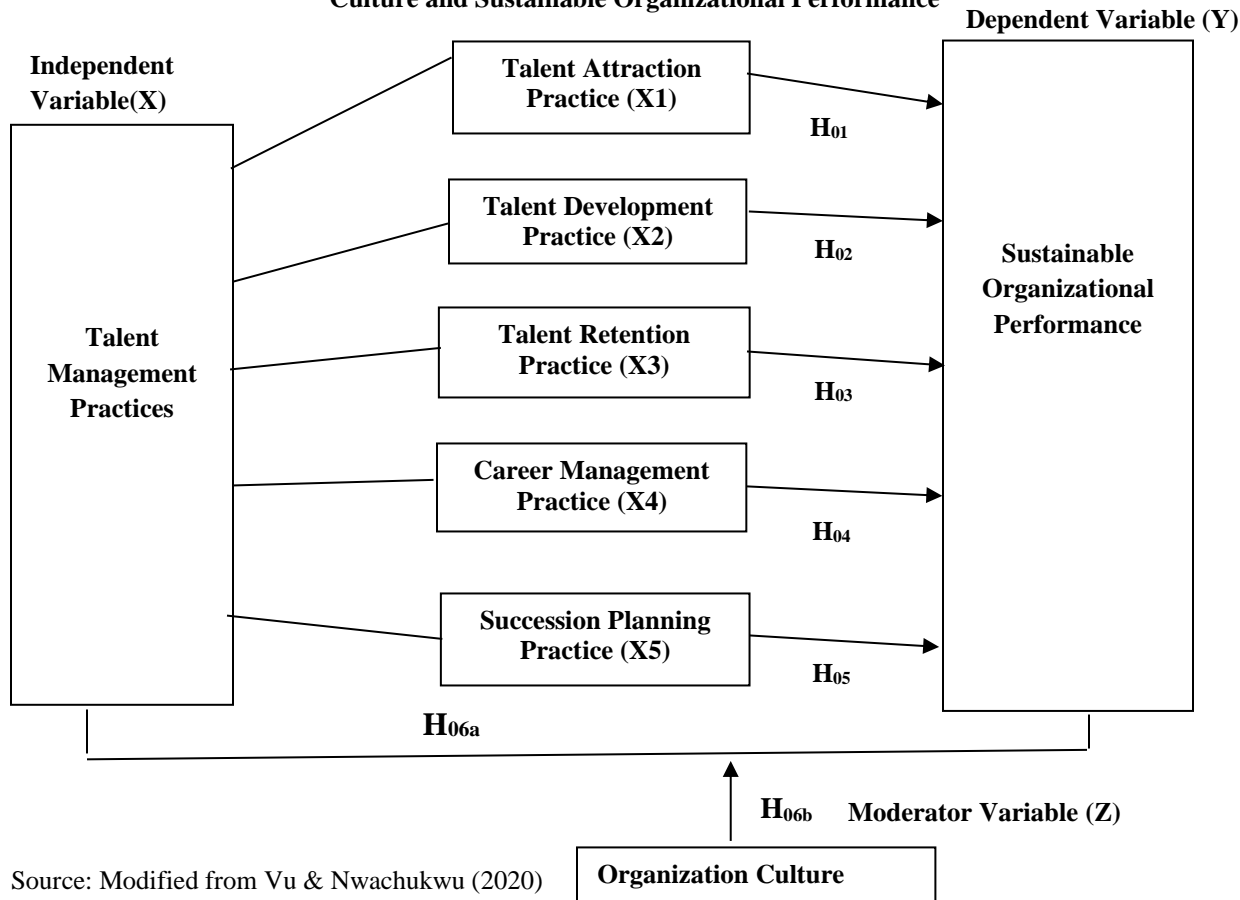 Culture and Sustainable Organizational Performance
Dependent Variable (Y)
Independent
Variable(X)
Talent Attraction
Practice (X1)
H01
Talent Development
Practice (X2)
H02
Sustainable
Organizational
Performance
Talent
Management
Practices
Talent Retention
Practice (X3)
H03
Career Management
Practice (X4)
H04
Succession Planning
Practice (X5)
H05
H06a
H06b
Moderator Variable (Z)
Source: Modified from Vu & Nwachukwu (2020)
Organization Culture